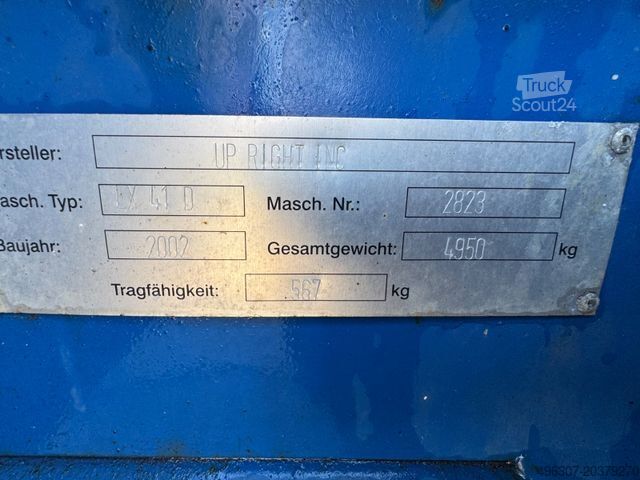 Truck
Scout24
ersteller: UP RIGHT INC
asch. Typ: LX 41 D Masch. Nr.: 2823
Baujahr: 2002 Gesamtgewicht: 4950 kg
Tragfähigkeit: 567 kg